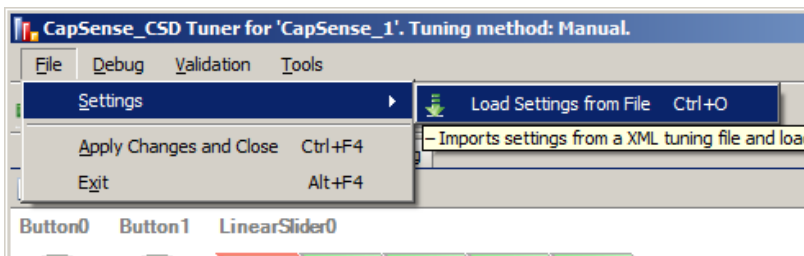 CapSense_CSD Tuner for 'CapSense_1'. Tuning method: Manual.
File Debug Validation Tools
Settings Load Settings from File Ctrl+O
– Imports settings from a XML tuning file and loa
Apply Changes and Close Ctrl+F4
Exit Alt+F4
Button0 Button1 LinearSlider0